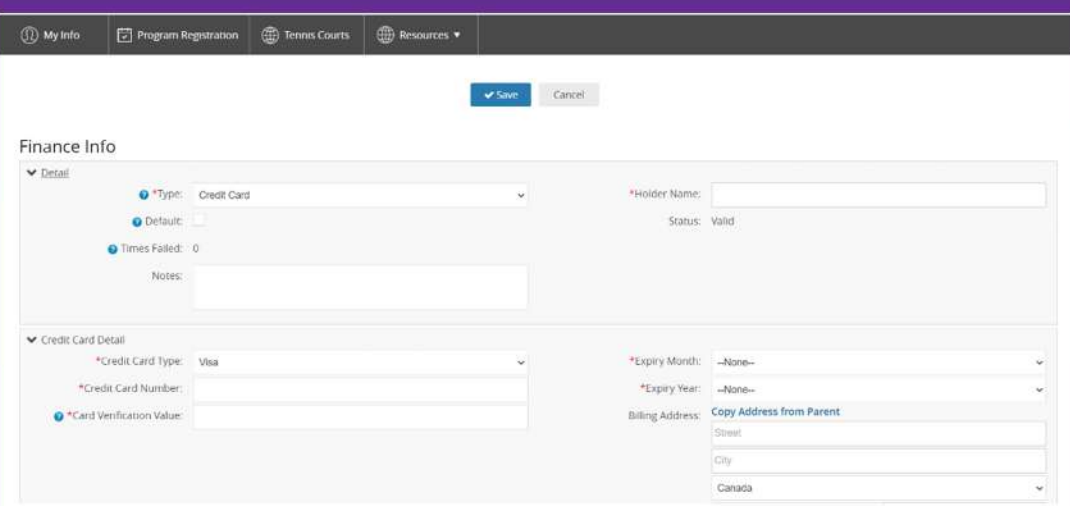 My Info Program Registration Tennis Courts Resources ▼
✔ Save Cancel
Finance Info
Detail
*Type: Credit Card *Holder Name:
Default: Status: Valid
Times Failed: 0
Notes:
Credit Card Detail
*Credit Card Type: Visa *Expiry Month: --None--
*Credit Card Number: *Expiry Year: --None--
*Card Verification Value: Billing Address: Copy Address from Parent
Street
City
Canada